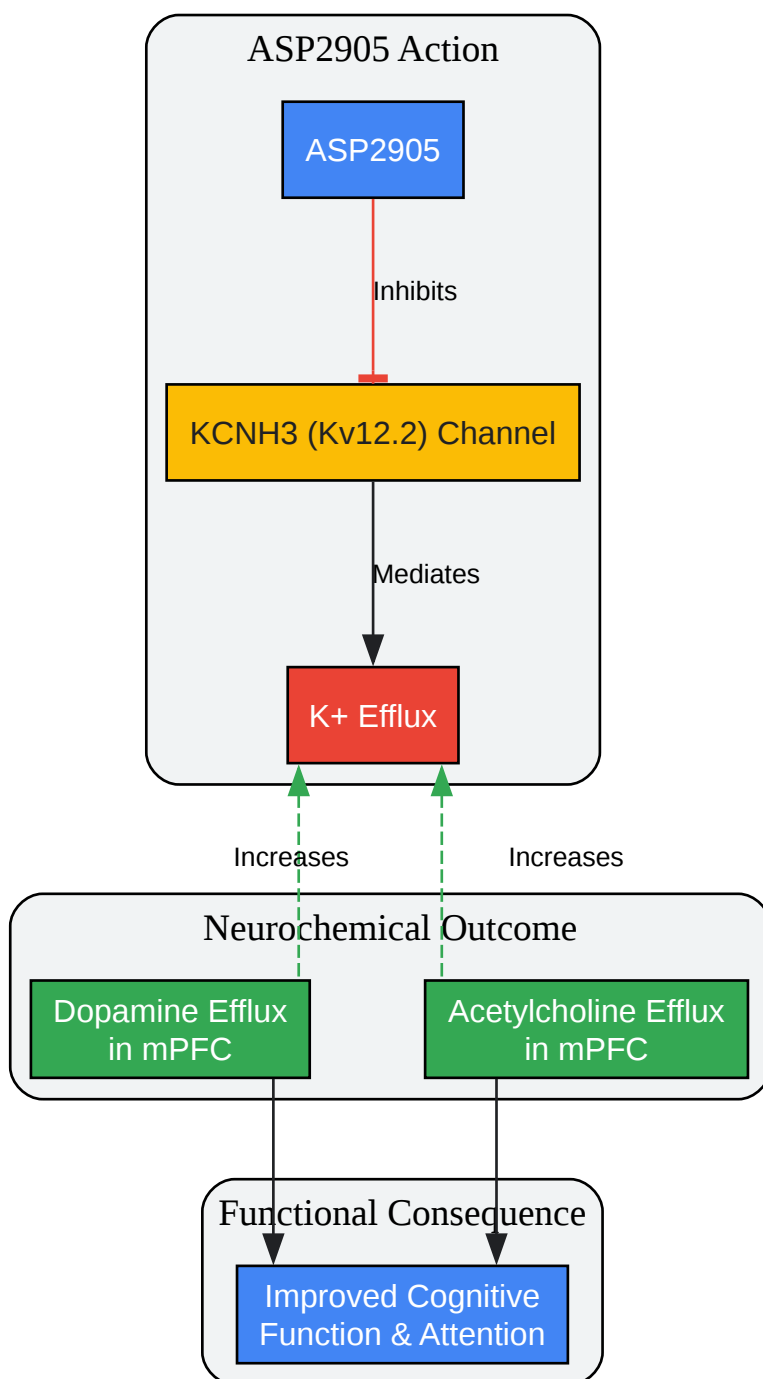 ASP2905 Action
ASP2905
Inhibits
KCNH3 (Kv12.2) Channel
Mediates
K+ Efflux
Increases
Increases
Neurochemical Outcome
Dopamine Efflux
in mPFC
Acetylcholine Efflux
in mPFC
Functional Consequence
Improved Cognitive
Function & Attention